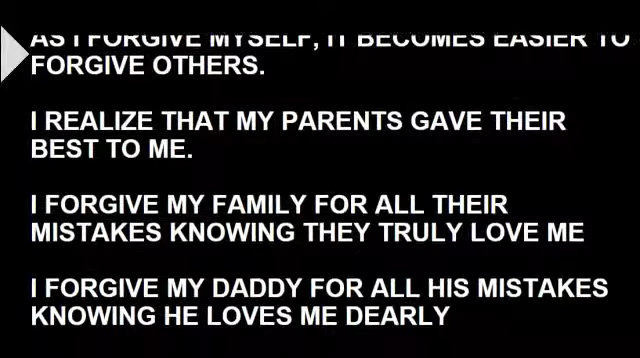 AS I FORGIVE MYSELF, IT BECOMES EASIER TO
FORGIVE OTHERS.
I REALIZE THAT MY PARENTS GAVE THEIR
BEST TO ME.
I FORGIVE MY FAMILY FOR ALL THEIR
MISTAKES KNOWING THEY TRULY LOVE ME
I FORGIVE MY DADDY FOR ALL HIS MISTAKES
KNOWING HE LOVES ME DEARLY